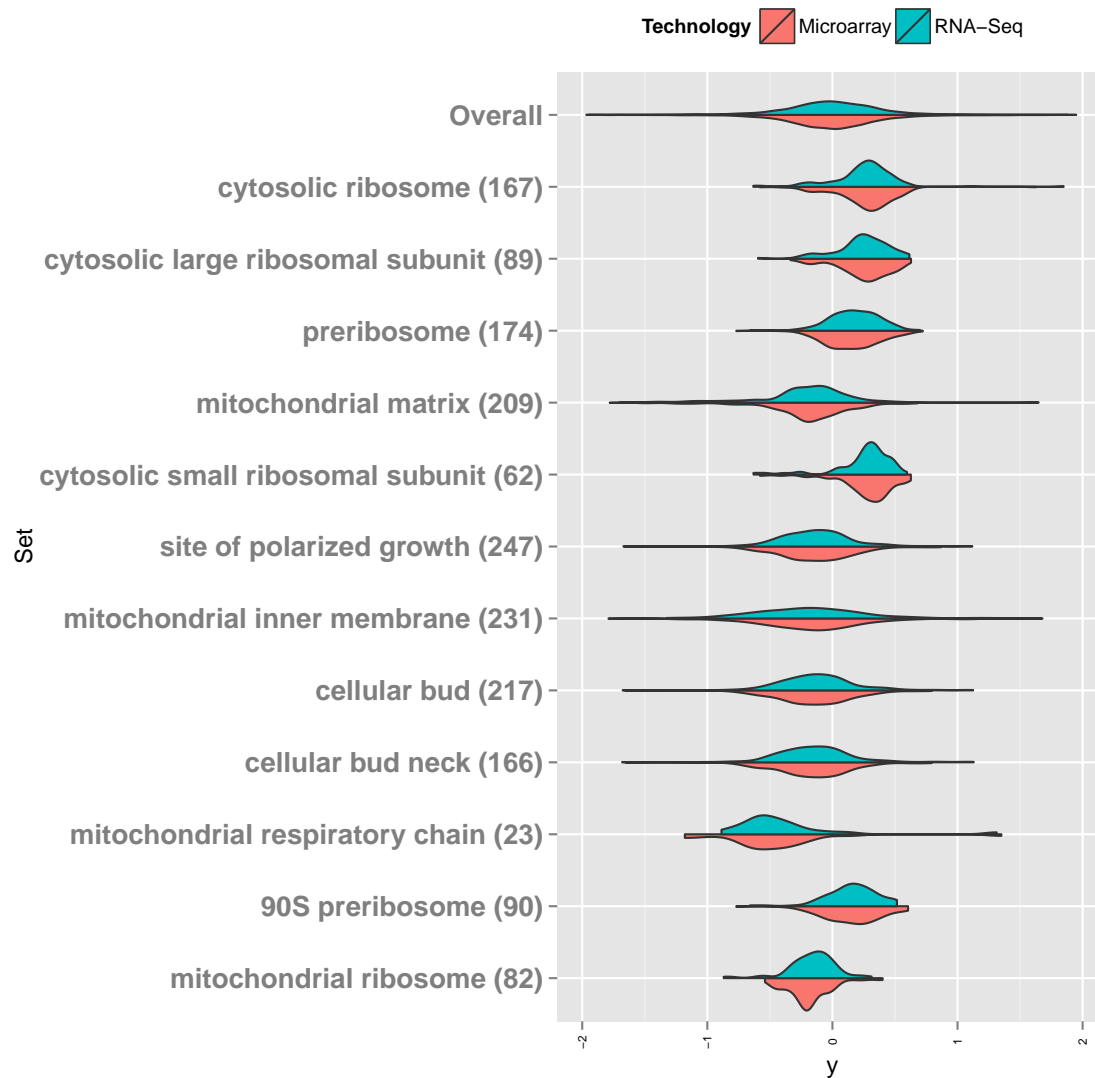 Technology Microarray RNA−Seq
Overall
cytosolic ribosome (167)
cytosolic large ribosomal subunit (89)
preribosome (174)
mitochondrial matrix (209)
cytosolic small ribosomal subunit (62)
site of polarized growth (247)
mitochondrial inner membrane (231)
cellular bud (217)
cellular bud neck (166)
mitochondrial respiratory chain (23)
90S preribosome (90)
mitochondrial ribosome (82)
Set
−2 −1 0 1 2
y